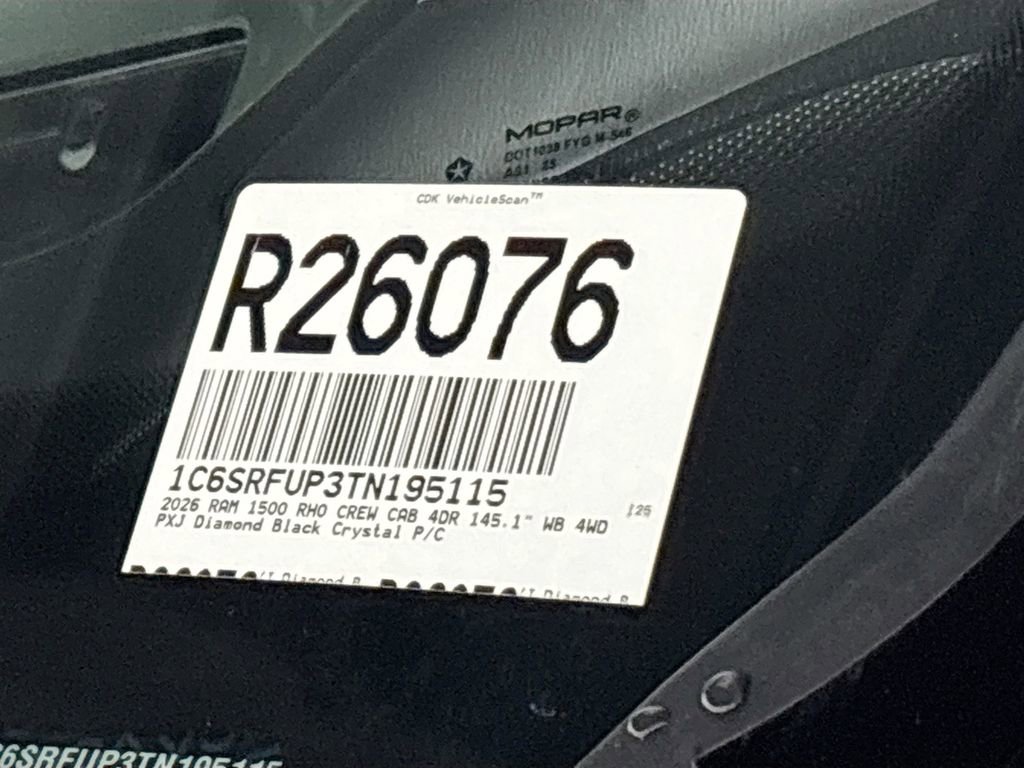 MOPAR®
CDK VehicleScan™
R26076
1C6SRFUP3TN195115
2026 RAM 1500 RHO CREW CAB 4DR 145.1" WB 4WD
PXJ Diamond Black Crystal P/C
6SRFUP3TN195115